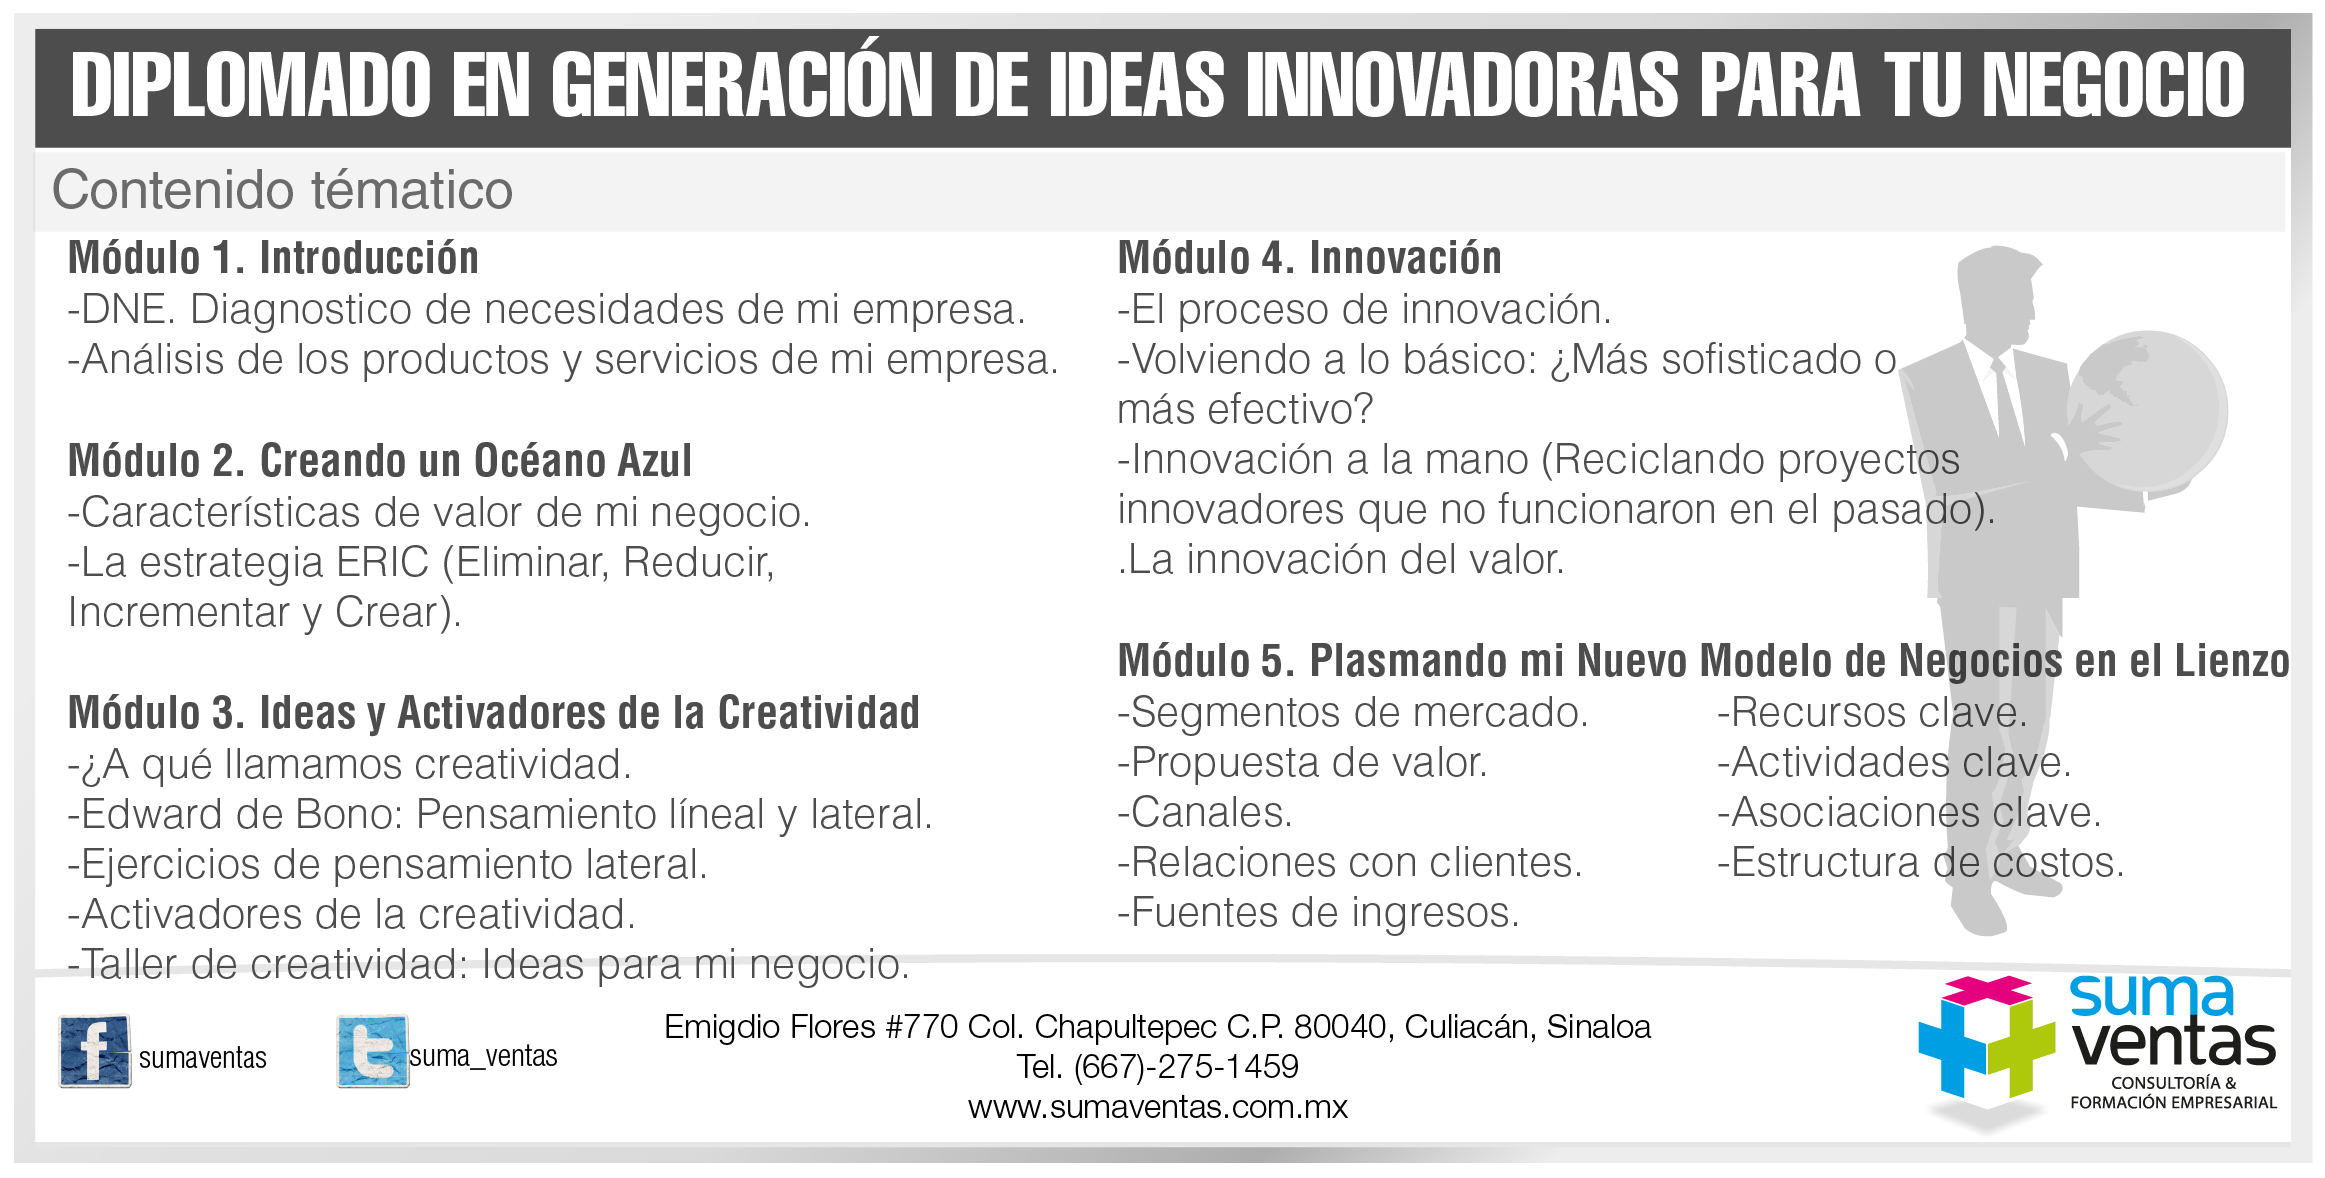 DIPLOMADO EN GENERACIÓN DE IDEAS INNOVADORAS PARA TU NEGOCIO
Contenido tématico
Módulo 1. Introducción
-DNE. Diagnostico de necesidades de mi empresa.
-Análisis de los productos y servicios de mi empresa.
Módulo 2. Creando un Océano Azul
-Características de valor de mi negocio.
-La estrategia ERIC (Eliminar, Reducir,
Incrementar y Crear).
Módulo 3. Ideas y Activadores de la Creatividad
-¿A qué llamamos creatividad.
-Edward de Bono: Pensamiento líneal y lateral.
-Ejercicios de pensamiento lateral.
-Activadores de la creatividad.
-Taller de creatividad: Ideas para mi negocio.
Módulo 4. Innovación
-El proceso de innovación.
-Volviendo a lo básico: ¿Más sofisticado o
más efectivo?
-Innovación a la mano (Reciclando proyectos
innovadores que no funcionaron en el pasado).
.La innovación del valor.
Módulo 5. Plasmando mi Nuevo Modelo de Negocios en el Lienzo
-Segmentos de mercado.
-Propuesta de valor.
-Canales.
-Relaciones con clientes.
-Fuentes de ingresos.
-Recursos clave.
-Actividades clave.
-Asociaciones clave.
-Estructura de costos.
f sumaventas
t suma_ventas
Emigdio Flores #770 Col. Chapultepec C.P. 80040, Culiacán, Sinaloa
Tel. (667)-275-1459
www.sumaventas.com.mx
suma
ventas
CONSULTORÍA &
FORMACIÓN EMPRESARIAL